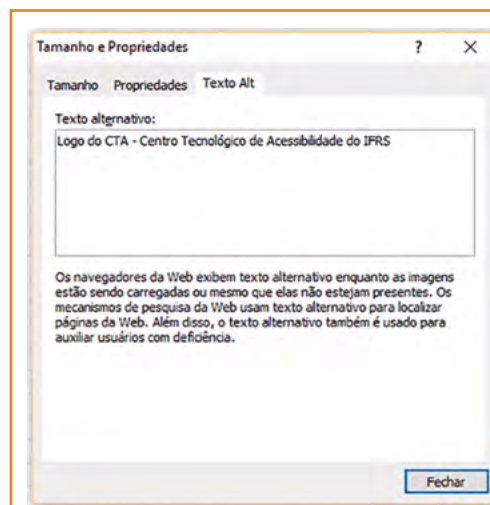 Tamanho e Propriedades ? X
Tamanho Propriedades Texto Alt
Texto alternativo:
Logo do CTA - Centro Tecnológico de Acessibilidade do IFRS
Os navegadores da Web exibem texto alternativo enquanto as imagens
estão sendo carregadas ou mesmo que elas não estejam presentes. Os
mecanismos de pesquisa da Web usam texto alternativo para localizar
páginas da Web. Além disso, o texto alternativo também é usado para
auxiliar usuários com deficiência.
Fechar